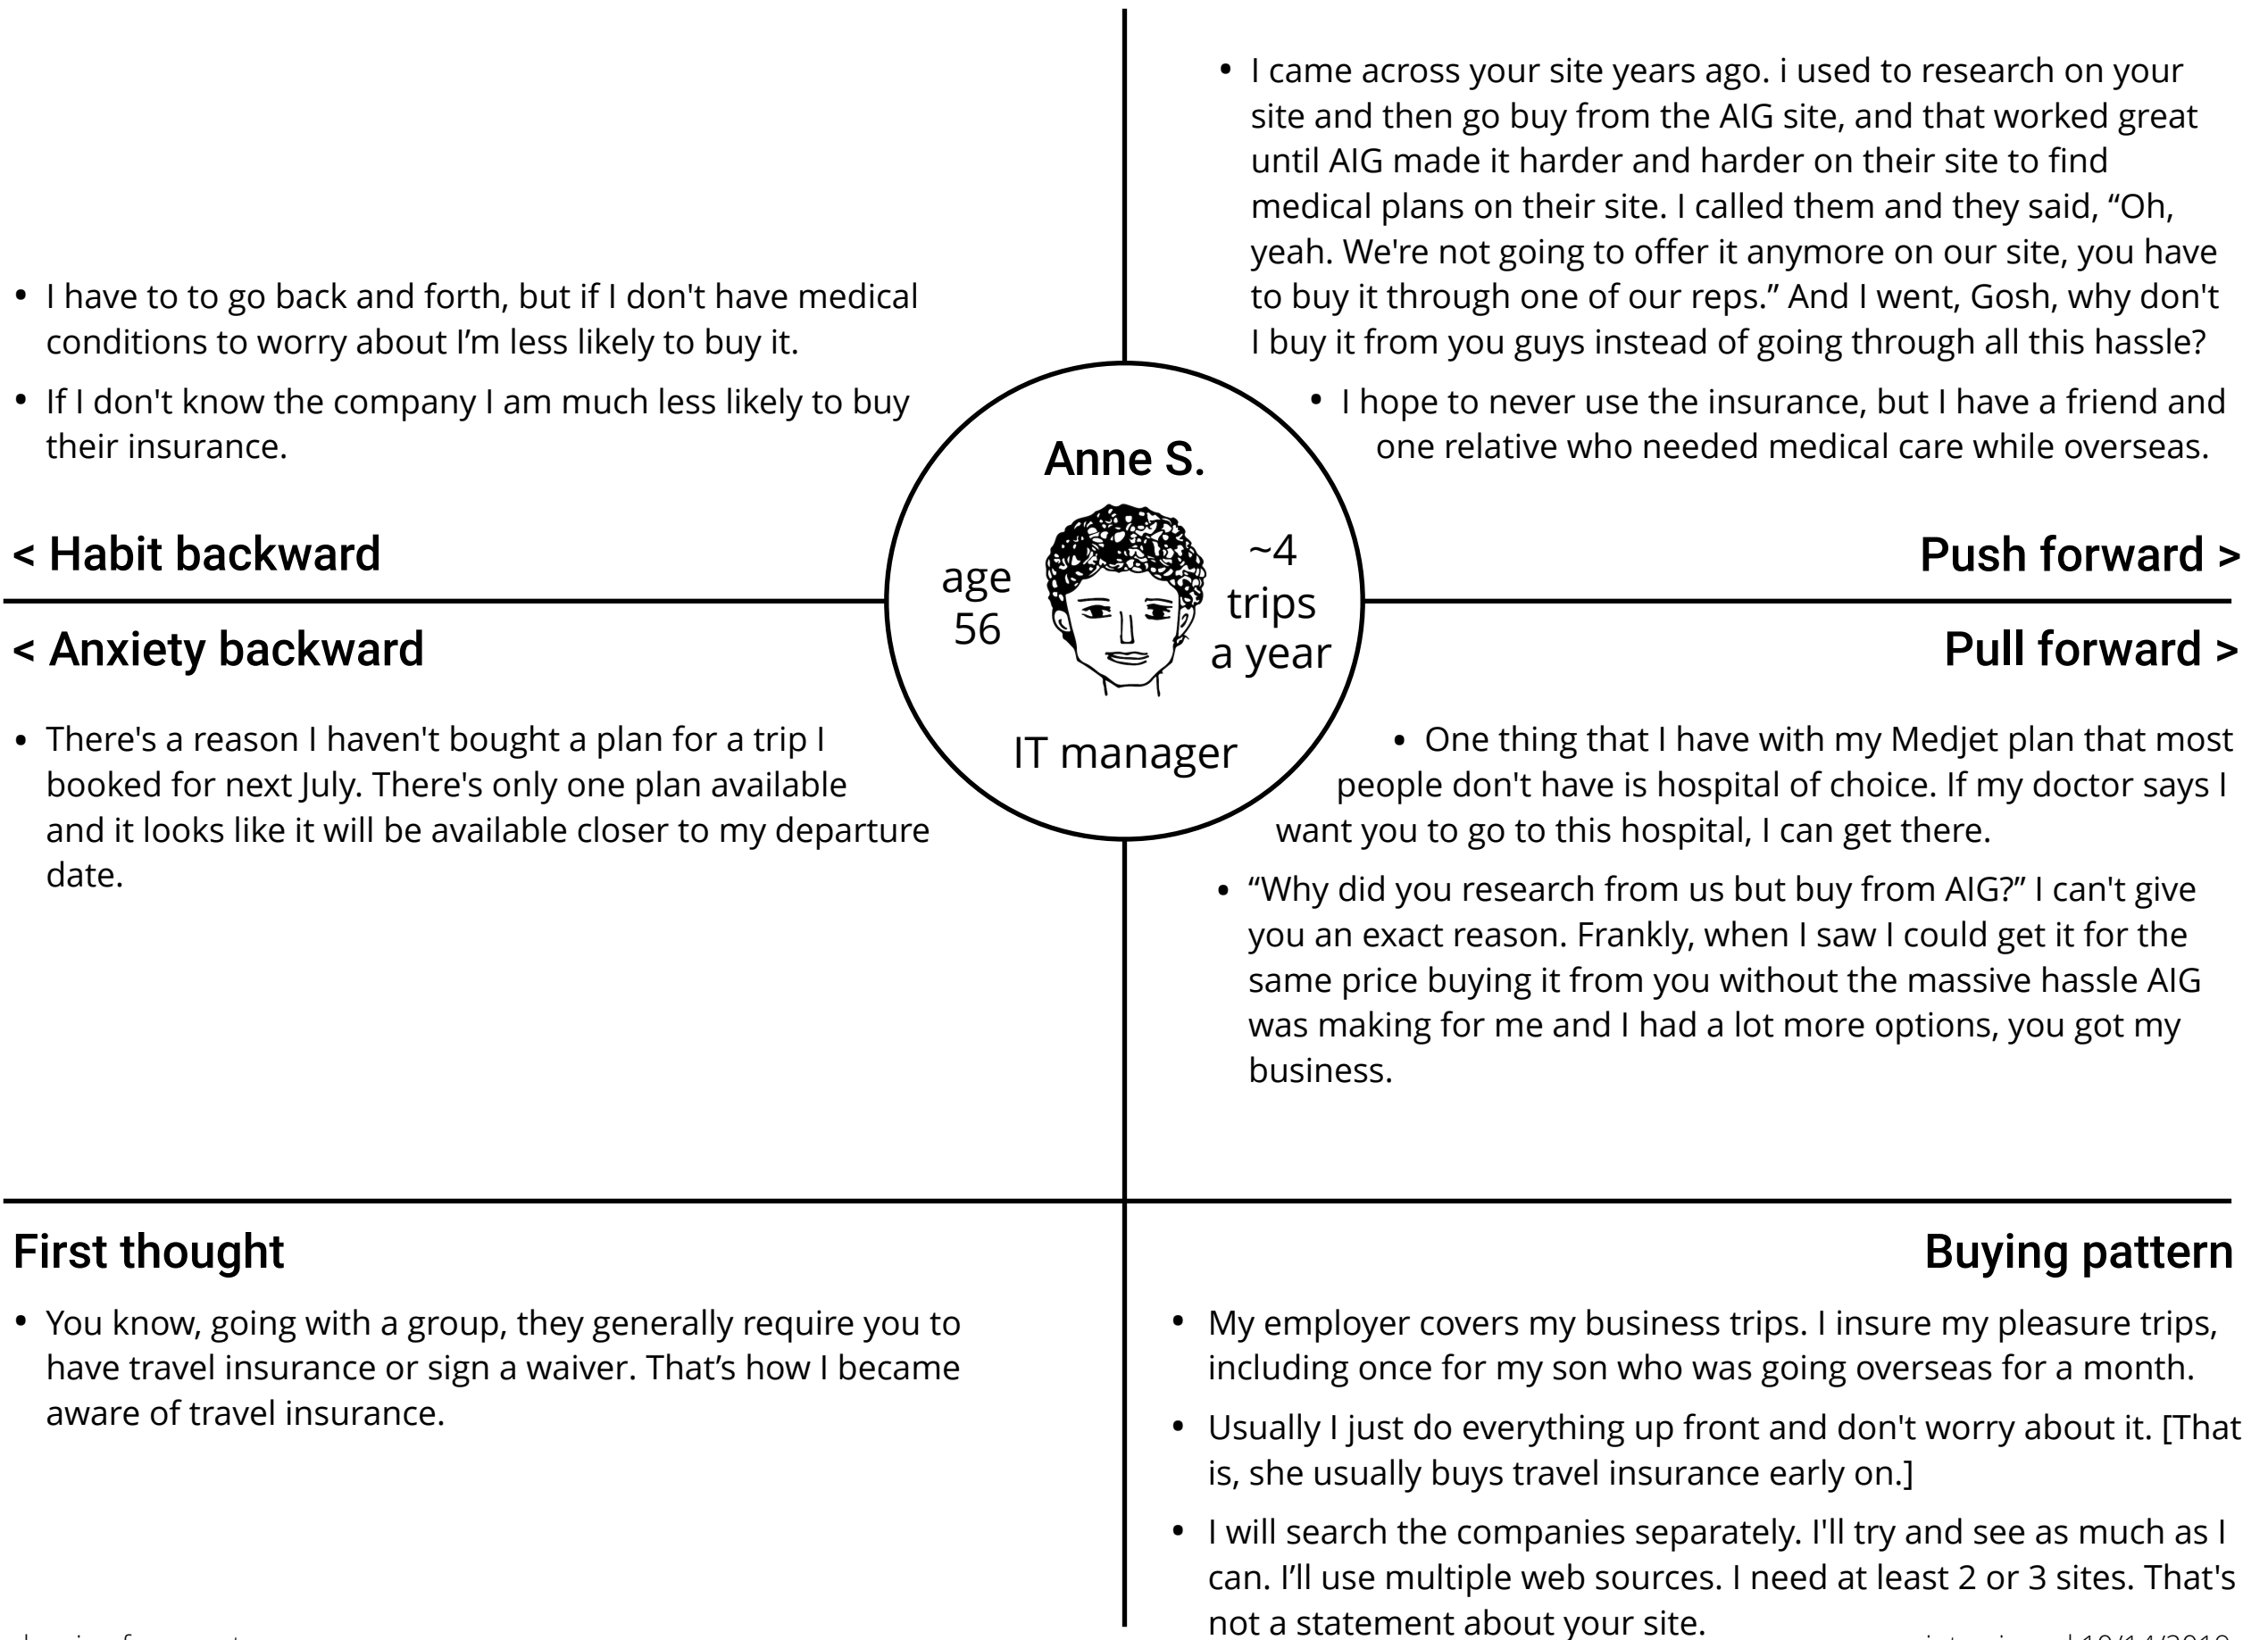 • I have to to go back and forth, but if I don't have medical
conditions to worry about I’m less likely to buy it.
• If I don't know the company I am much less likely to buy
their insurance.
< Habit backward
• I came across your site years ago. i used to research on your
site and then go buy from the AIG site, and that worked great
until AIG made it harder and harder on their site to find
medical plans on their site. I called them and they said, “Oh,
yeah. We're not going to offer it anymore on our site, you have
to buy it through one of our reps.” And I went, Gosh, why don't
I buy it from you guys instead of going through all this hassle?
• I hope to never use the insurance, but I have a friend and
one relative who needed medical care while overseas.
Push forward >
Anne S.
age
56
~4
trips
a year
IT manager
< Anxiety backward
• There's a reason I haven't bought a plan for a trip I
booked for next July. There's only one plan available
and it looks like it will be available closer to my departure
date.
Pull forward >
• One thing that I have with my Medjet plan that most
people don't have is hospital of choice. If my doctor says I
want you to go to this hospital, I can get there.
• “Why did you research from us but buy from AIG?” I can't give
you an exact reason. Frankly, when I saw I could get it for the
same price buying it from you without the massive hassle AIG
was making for me and I had a lot more options, you got my
business.
First thought
• You know, going with a group, they generally require you to
have travel insurance or sign a waiver. That’s how I became
aware of travel insurance.
Buying pattern
• My employer covers my business trips. I insure my pleasure trips,
including once for my son who was going overseas for a month.
• Usually I just do everything up front and don't worry about it. [That
is, she usually buys travel insurance early on.]
• I will search the companies separately. I'll try and see as much as I
can. I’ll use multiple web sources. I need at least 2 or 3 sites. That's
not a statement about your site.